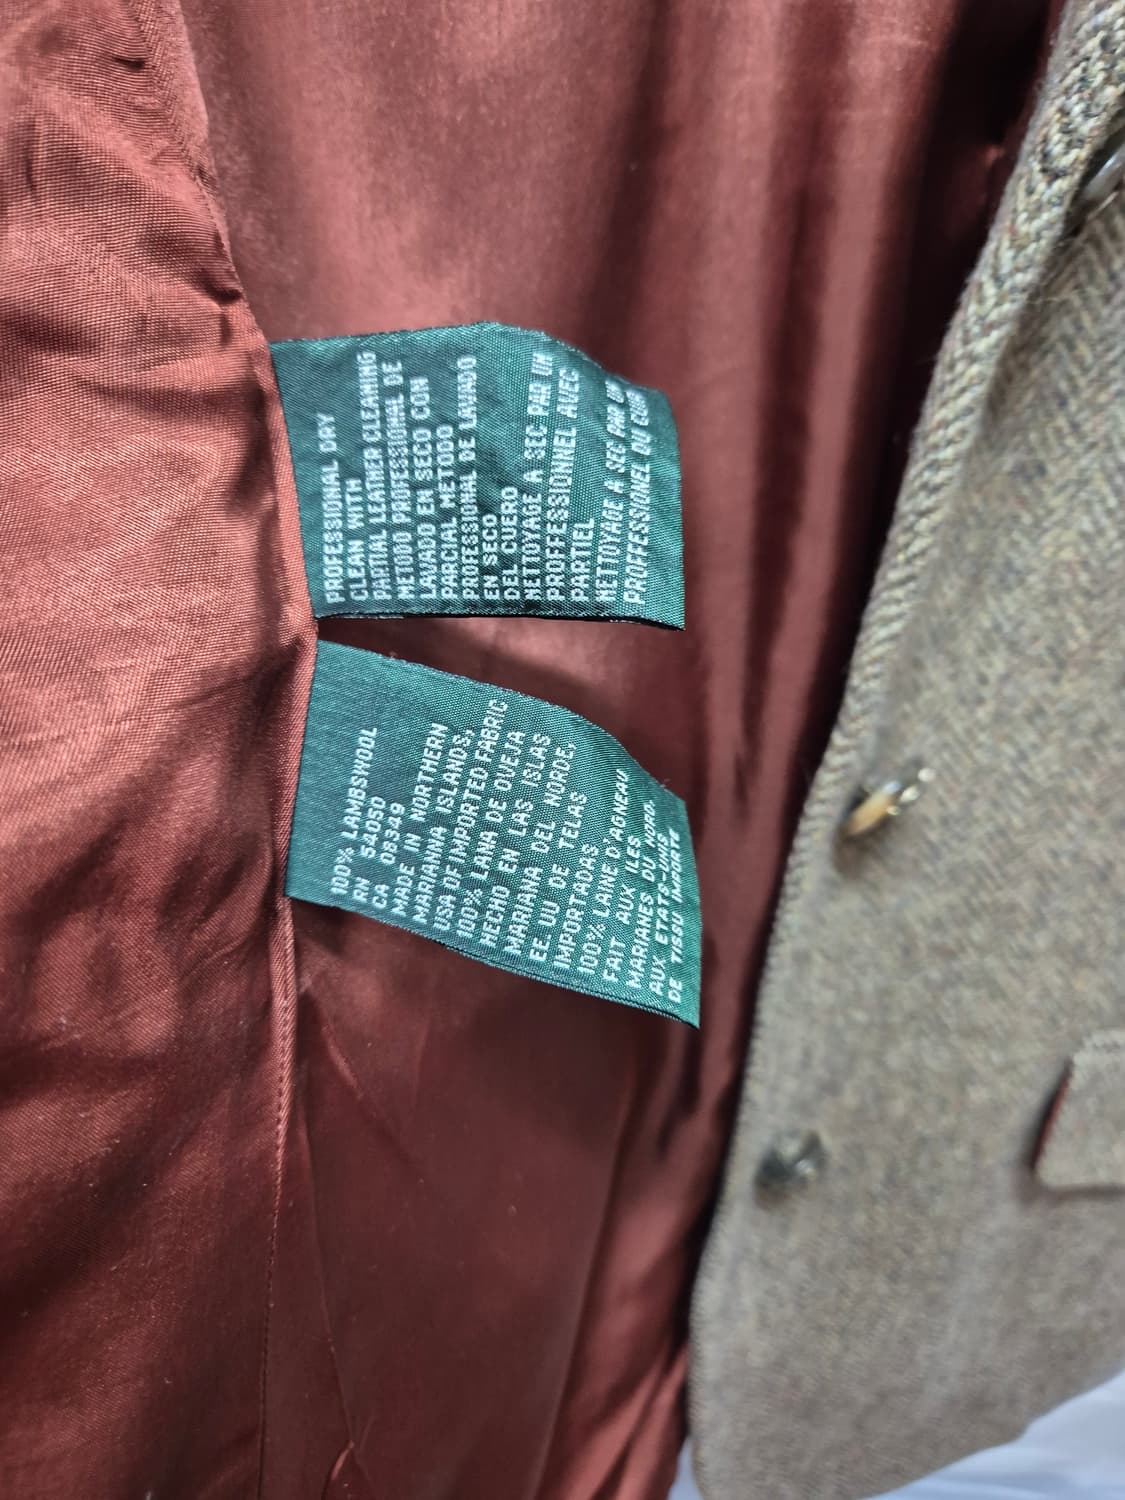 PROFESSIONAL DRY
CLEAN WITH
PARTIAL LEATHER CLEANING
METODO PROFESSIONAL DE
LAVADO EN SECO CON
PARCIAL METODO
PROFESSIONAL DE LAVADO
EN SECO
DEL CUERO
NETTOYAGE A SEC PAR UN
PROFFESSIONNEL AVEC
PARTIEL
NETTOYAGE A SEC PAR UN
PROFESSIONEL DU CUIR
100% LAMBSWOOL
RN 54050
CA 08349
MADE IN NORTHERN
MARIANNA ISLANDS,
USA OF IMPORTED FABRIC
100% LANA DE OVEJA
HECHO EN LAS ISLAS
MARIANA DEL NORDE,
EE UU DE TELAS
IMPORTADAS
100% LAINE D'AGNEAU
FAIT AUX ILES
MARIANES DU NORD.
AUX ETATS-UNIS
DE TISSU IMPORTE